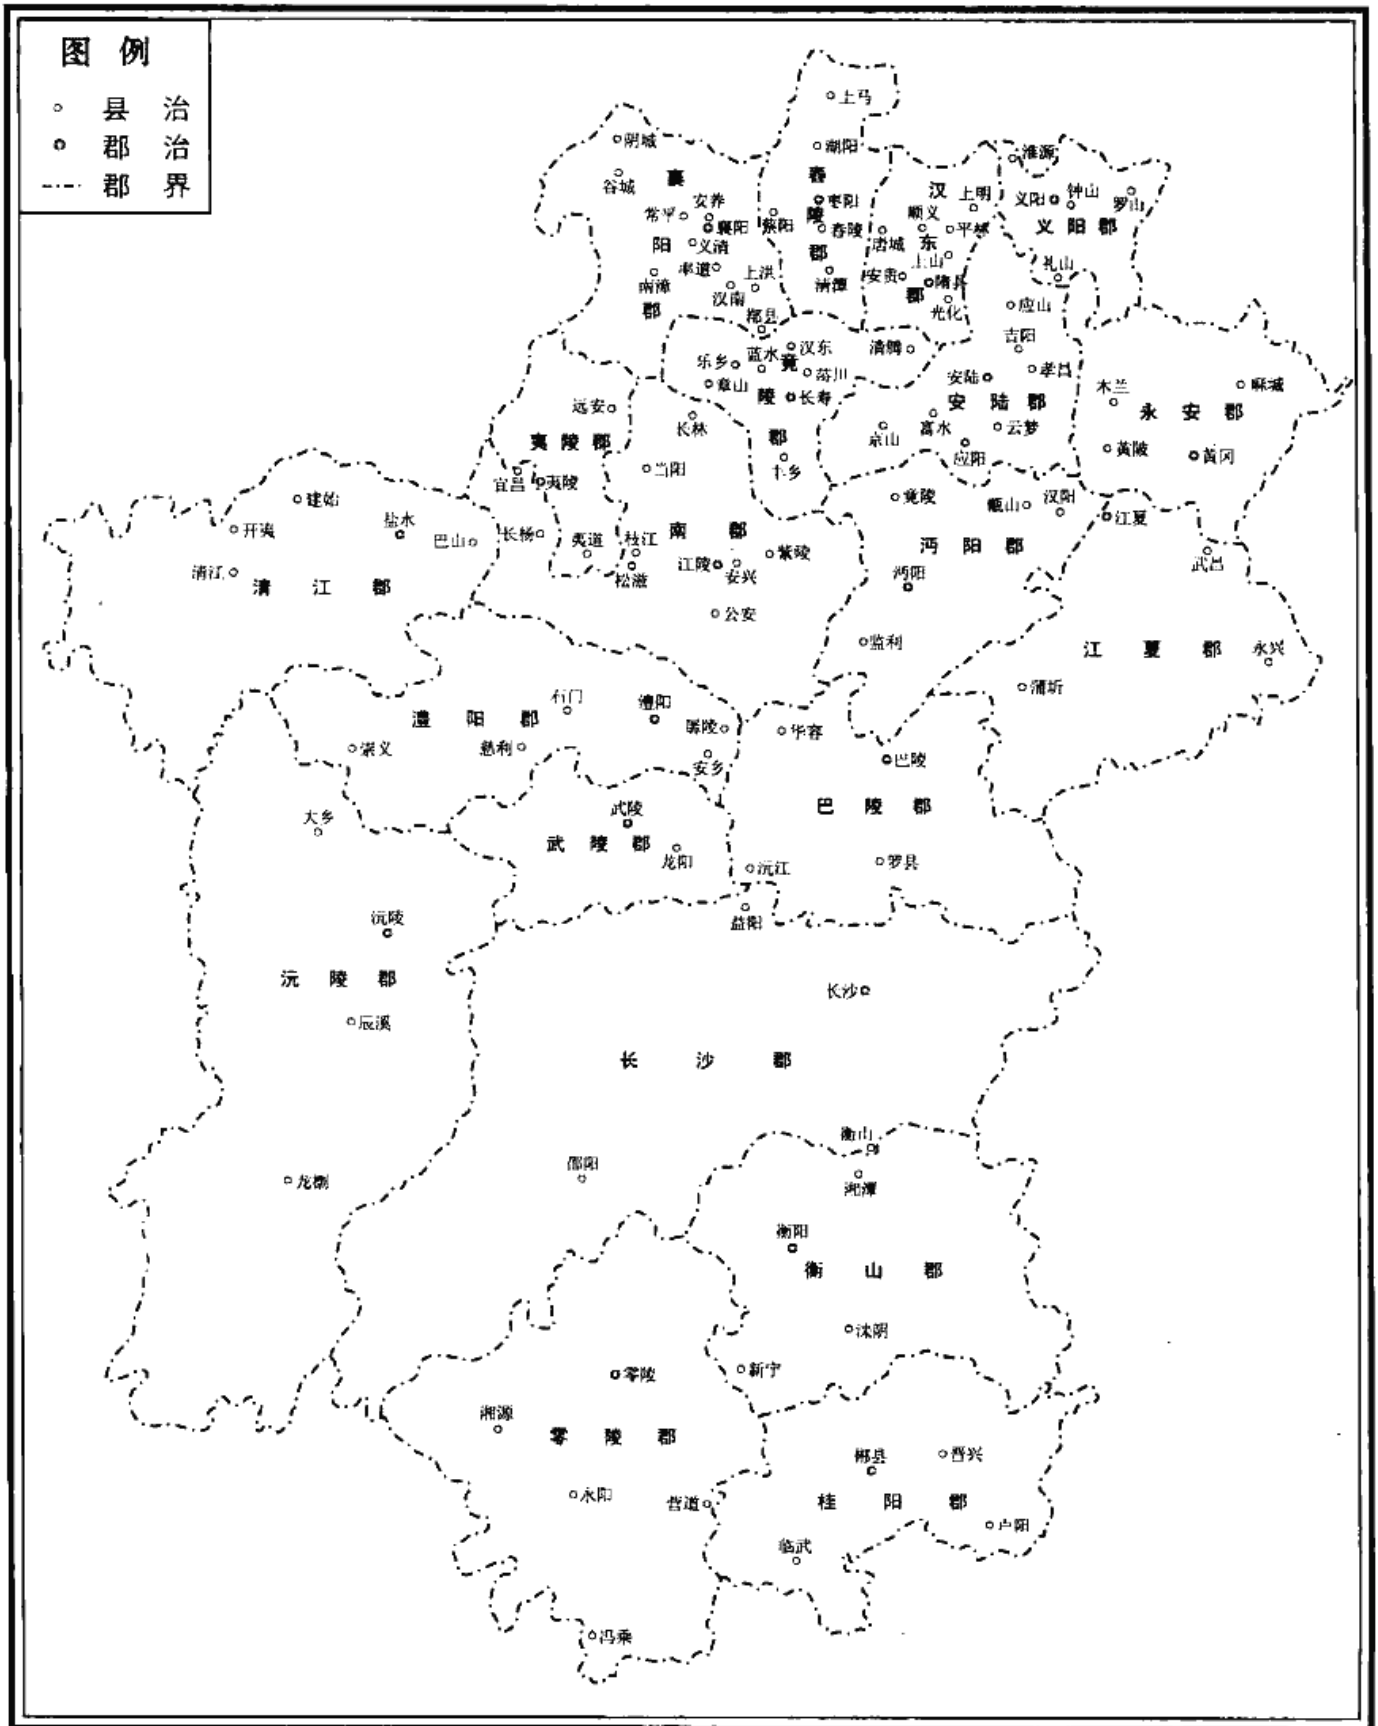 图例
县治
郡治
郡界
上马
阴城
湖阳
淮源
谷城
襄阳郡
舂陵郡
汉东郡
上明
义阳
钟山
罗山
安养
枣阳
常平
襄阳
蔡阳
舂陵
顺义
平林
义阳郡
唐城
义清
率道
上洪
上山
礼山
南漳
汉南
清潭
安贵
隋县
光化
应山
鄀县
吉阳
乐乡
蓝水
汉东
清腾
竟陵郡
章山
芴川
安陆
孝昌
木兰
麻城
长寿
安陆郡
永安郡
远安
长林
京山
富水
云梦
夷陵郡
应阳
黄陵
黄冈
当阳
丰乡
宜昌
夷陵
建始
竟陵
甑山
汉阳
江夏
开夷
盐水
巴山
长杨
夷道
枝江
南郡
紫陵
沔阳郡
武昌
清江
清江郡
松滋
江陵
安兴
沔阳
公安
监利
江夏郡
永兴
蒲圻
石门
澧阳
澧阳郡
孱陵
华容
崇义
慈利
安乡
巴陵
大乡
武陵
巴陵郡
武陵郡
龙阳
沅江
罗县
沅陵
益阳
沅陵郡
长沙
辰溪
长沙郡
衡山
邵阳
龙檦
湘潭
衡阳
衡山郡
涞阴
零陵
新宁
湘源
零陵郡
郴县
晋兴
永阳
营道
桂阳郡
卢阳
临武
冯乘